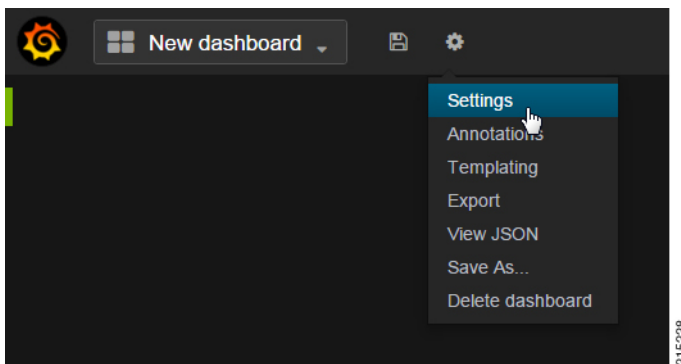 New dashboard
Settings
Annotations
Templating
Export
View JSON
Save As...
Delete dashboard